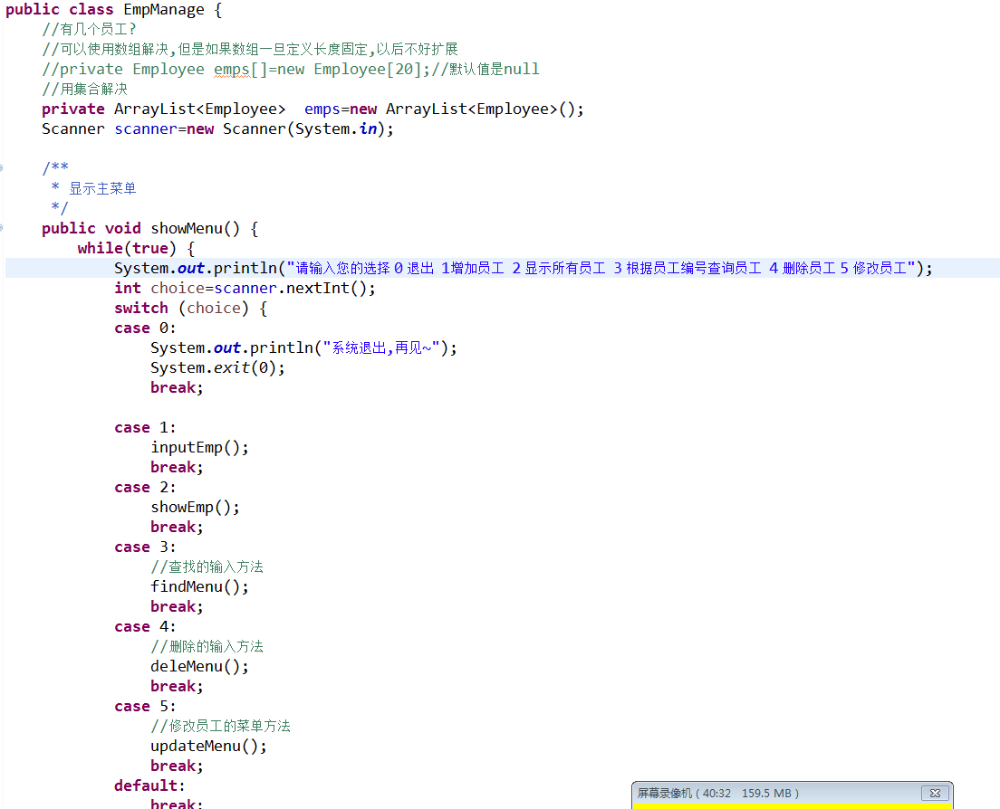 public class EmpManage {
//有几个员工?
//可以使用数组解决,但是如果数组一旦定义长度固定,以后不好扩展
//private Employee emps[]=new Employee[20];//默认值是null
//用集合解决
private ArrayList<Employee>  emps=new ArrayList<Employee>();
Scanner scanner=new Scanner(System.in);
/**
* 显示主菜单
*/
public void showMenu() {
while(true) {
System.out.println("请输入您的选择 0 退出  1增加员工  2 显示所有员工  3 根据员工编号查询员工  4 删除员工 5 修改员工");
int choice=scanner.nextInt();
switch (choice) {
case 0:
System.out.println("系统退出,再见~");
System.exit(0);
break;
case 1:
inputEmp();
break;
case 2:
showEmp();
break;
case 3:
//查找的输入方法
findMenu();
break;
case 4:
//删除的输入方法
deleMenu();
break;
case 5:
//修改员工的菜单方法
updateMenu();
break;
default:
break;
屏幕录像机 ( 40:32   159.5 MB )